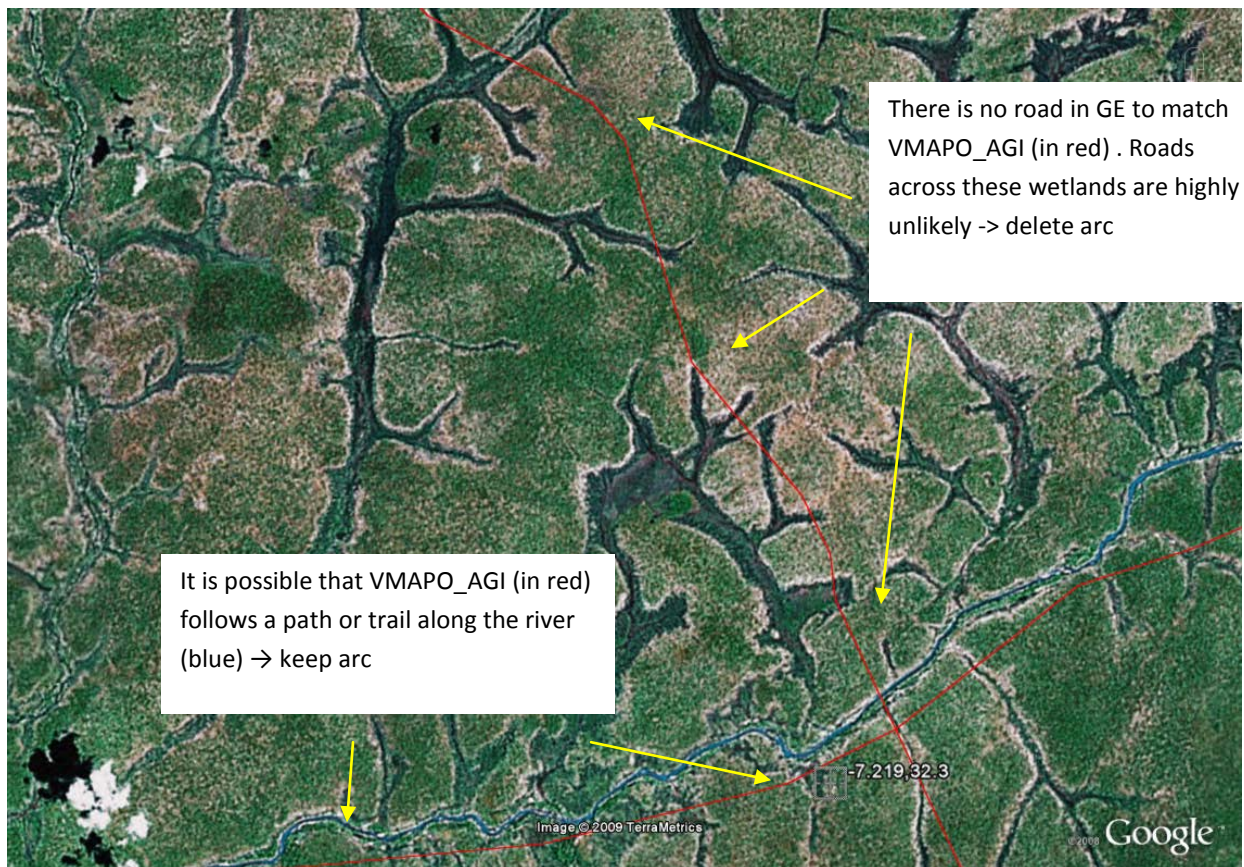 There is no road in GE to match
VMAPO_AGI (in red) . Roads
across these wetlands are highly
unlikely -> delete arc
It is possible that VMAPO_AGI (in red)
follows a path or trail along the river
(blue) → keep arc
-7.219,32.3
Image © 2009 TerraMetrics
©2008 Google